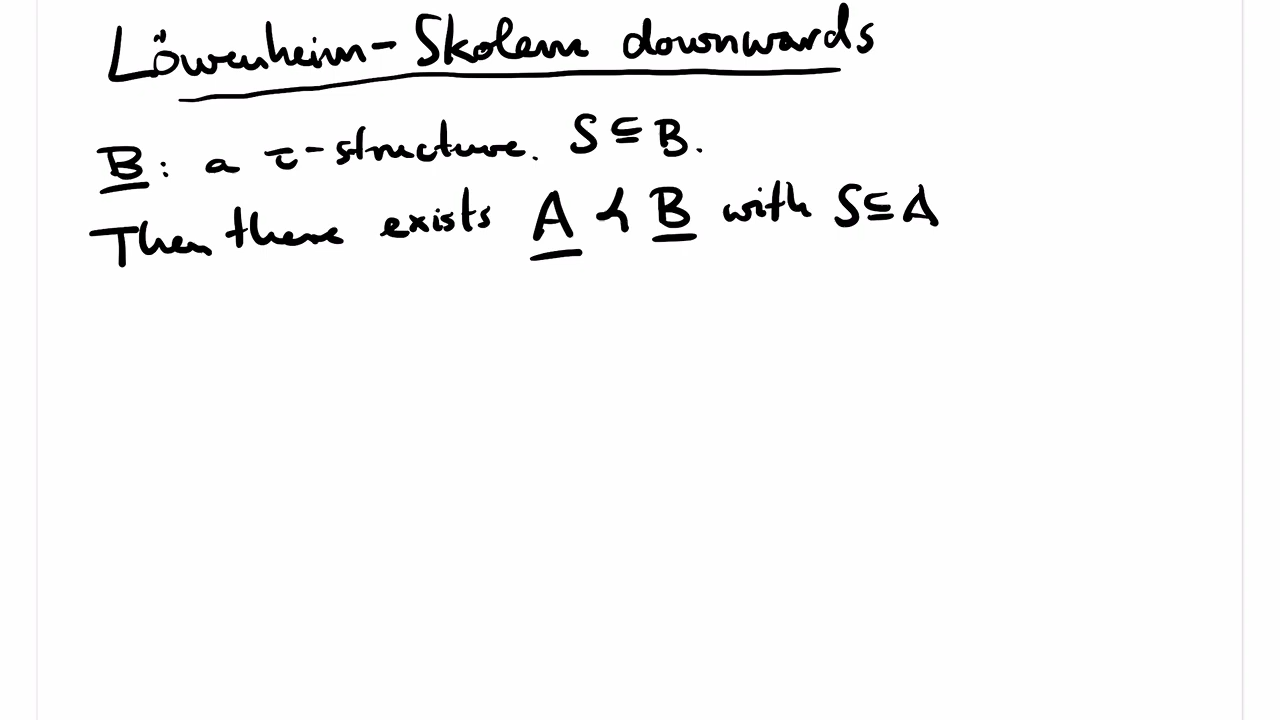 Löwenheim-Skolem downwards
B: a τ-structure. S ⊆ B.
Then there exists A ≺ B with S ⊆ A